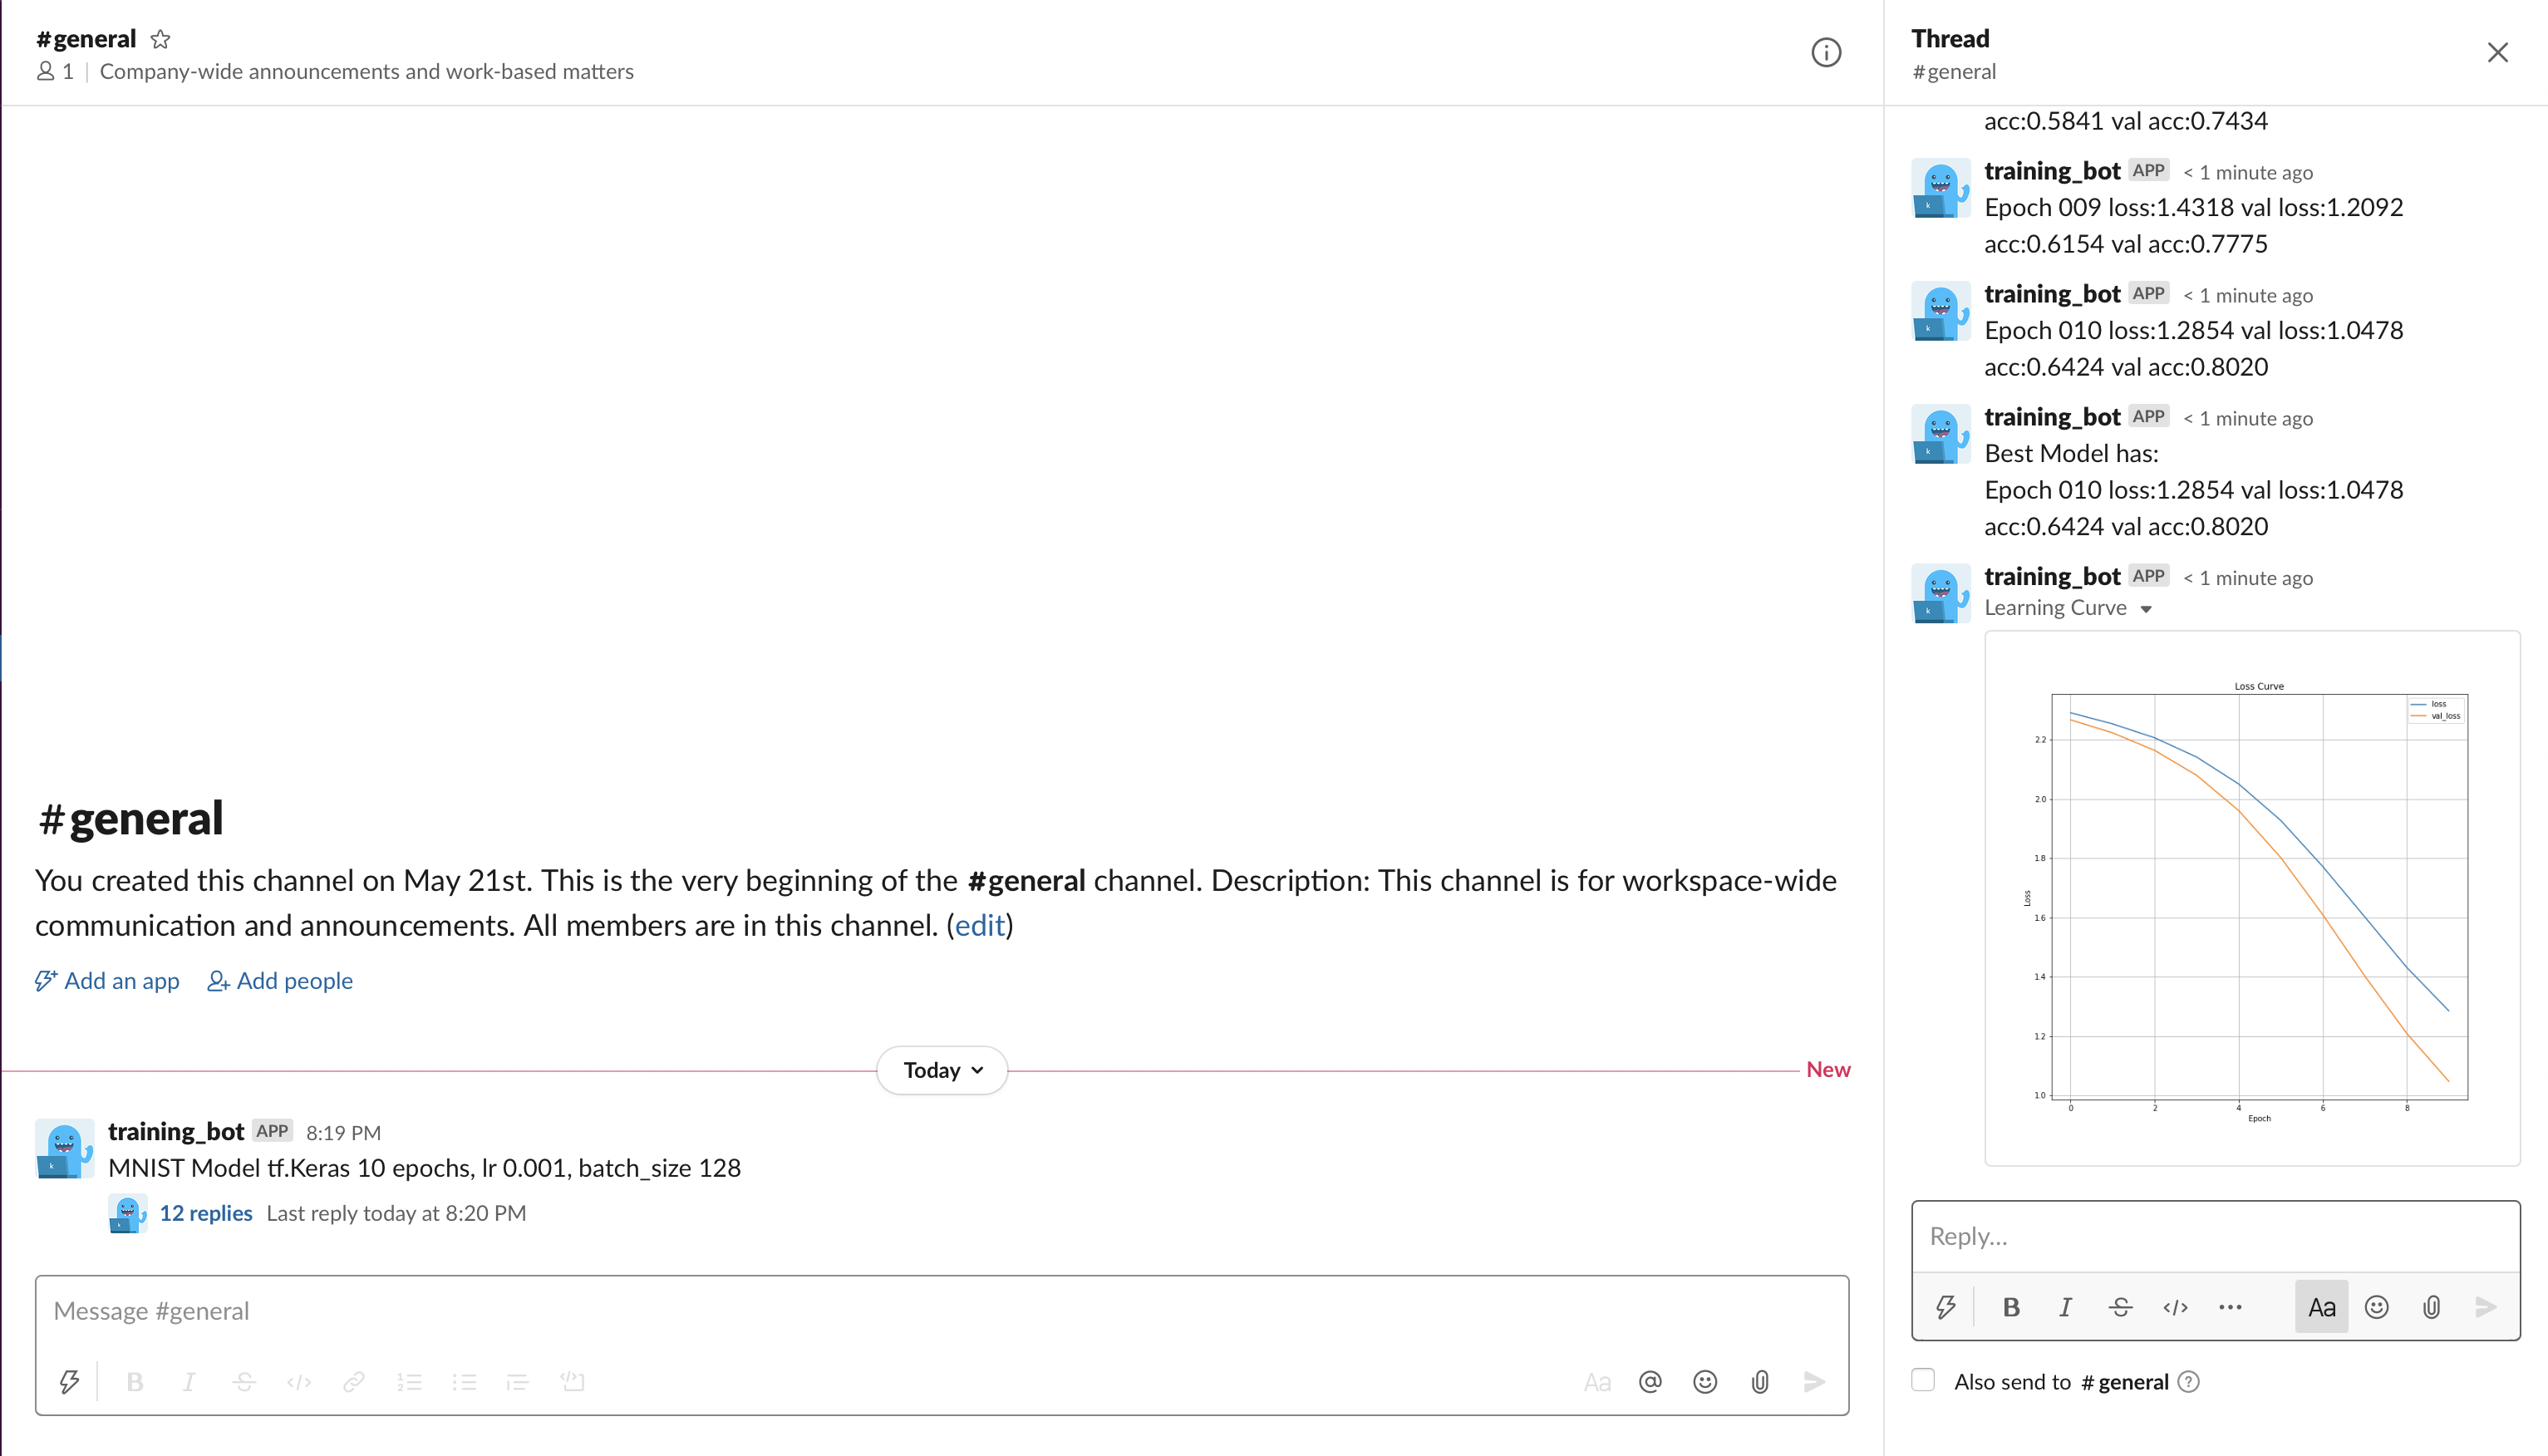 #general
1 | Company-wide announcements and work-based matters
#general
You created this channel on May 21st. This is the very beginning of the #general channel. Description: This channel is for workspace-wide
communication and announcements. All members are in this channel. (edit)
Add an app Add people
Today
New
training_bot APP 8:19 PM
MNIST Model tf.Keras 10 epochs, lr 0.001, batch_size 128
12 replies Last reply today at 8:20 PM
Message #general
B I S </> Aa @
Thread
#general
acc:0.5841 val acc:0.7434
training_bot APP < 1 minute ago
Epoch 009 loss:1.4318 val loss:1.2092
acc:0.6154 val acc:0.7775
training_bot APP < 1 minute ago
Epoch 010 loss:1.2854 val loss:1.0478
acc:0.6424 val acc:0.8020
training_bot APP < 1 minute ago
Best Model has:
Epoch 010 loss:1.2854 val loss:1.0478
acc:0.6424 val acc:0.8020
training_bot APP < 1 minute ago
Learning Curve
Loss Curve
loss
val_loss
2.2
2.0
1.8
Loss
1.6
1.4
1.2
1.0
0 2 4 6 8
Epoch
Reply...
B I S </> ... Aa
Also send to # general ?